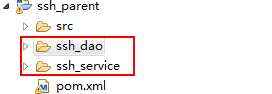 ssh_parent
src
ssh_dao
ssh_service
pom.xml